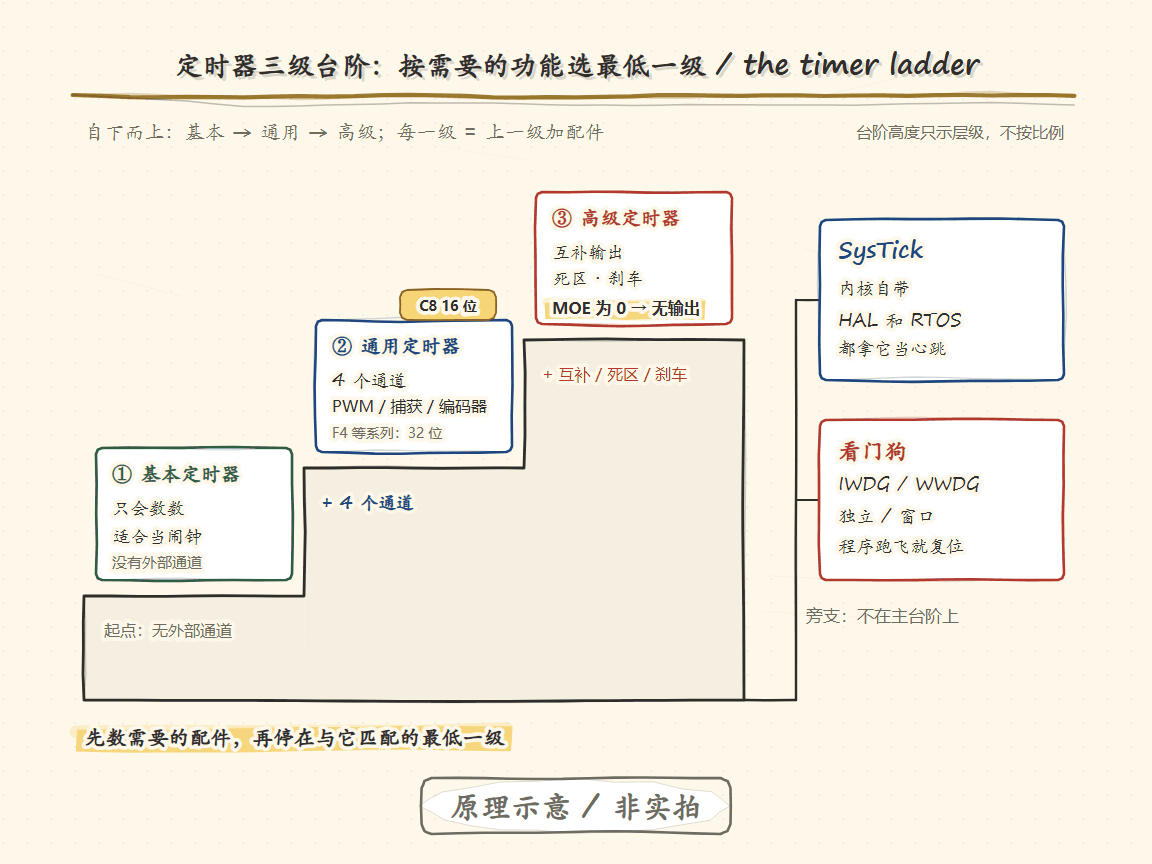 定时器三级台阶：按需要的功能选最低一级 / the timer ladder
自下而上：基本 → 通用 → 高级；每一级 = 上一级加配件
台阶高度只示层级，不按比例
③ 高级定时器
互补输出
死区 · 刹车
MOE 为 0 → 无输出
+ 互补 / 死区 / 刹车
C8 16 位
② 通用定时器
4 个通道
PWM / 捕获 / 编码器
F4 等系列：32 位
+ 4 个通道
① 基本定时器
只会数数
适合当闹钟
没有外部通道
起点：无外部通道
SysTick
内核自带
HAL 和 RTOS
都拿它当心跳
看门狗
IWDG / WWDG
独立 / 窗口
程序跑飞就复位
旁支：不在主台阶上
先数需要的配件，再停在与它匹配的最低一级
原理示意 / 非实拍